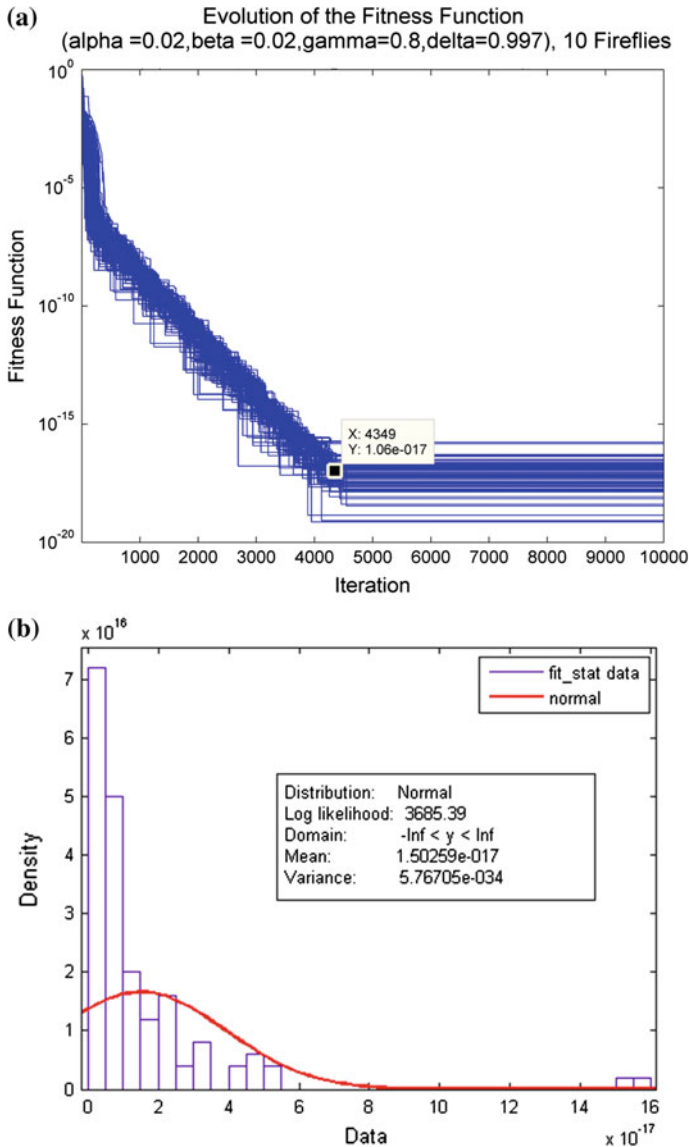 (a)
Evolution of the Fitness Function
(alpha =0.02,beta =0.02,gamma=0.8,delta=0.997), 10 Fireflies
10^0
10^-5
10^-10
10^-15
10^-20
Fitness Function
X: 4349
Y: 1.06e-017
1000 2000 3000 4000 5000 6000 7000 8000 9000 10000
Iteration
(b)
x 10^16
7
6
5
4
3
2
1
0
Density
fit_stat data
normal
Distribution: Normal
Log likelihood: 3685.39
Domain: -Inf < y < Inf
Mean: 1.50259e-017
Variance: 5.76705e-034
0 2 4 6 8 10 12 14 16
Data
x 10^-17